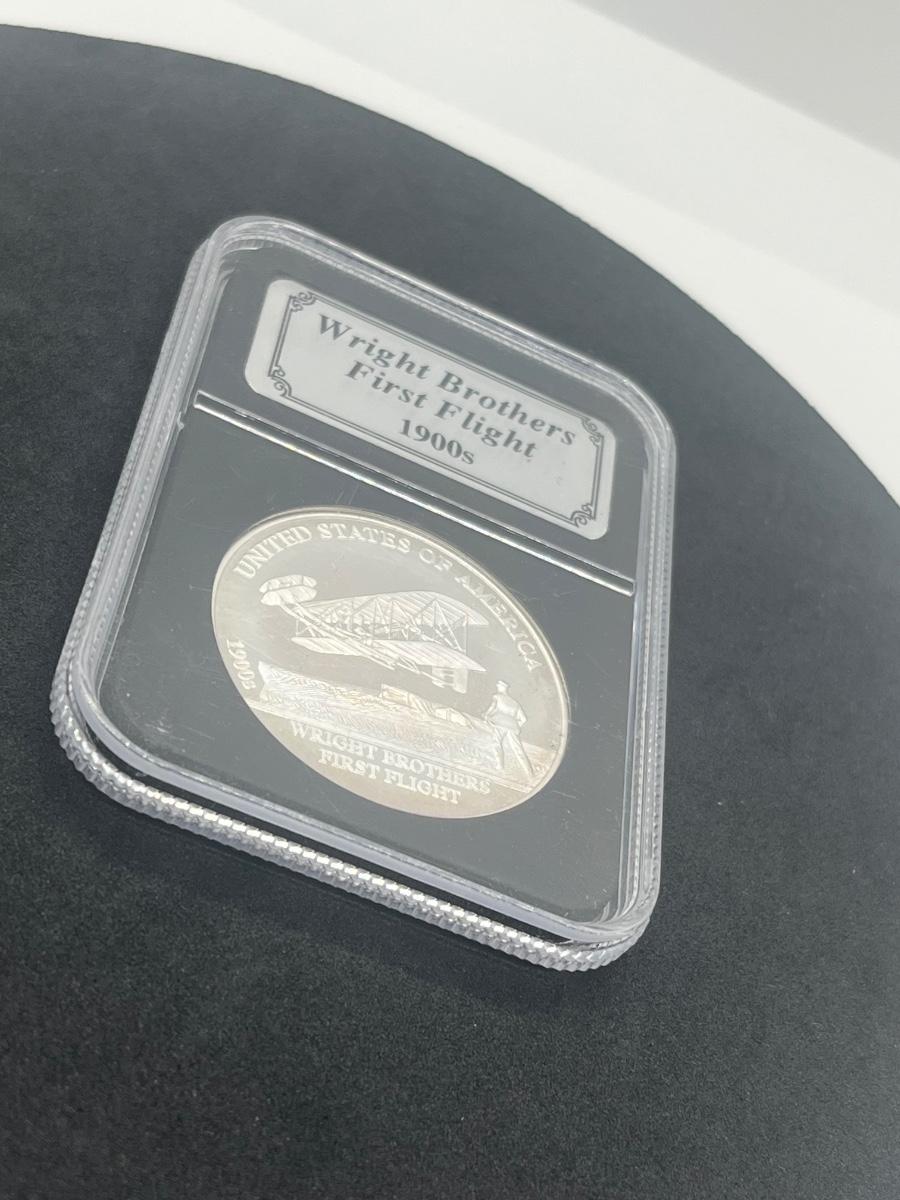 Wright Brothers
First Flight
1900s
UNITED STATES OF AMERICA
1900s
WRIGHT BROTHERS
FIRST FLIGHT